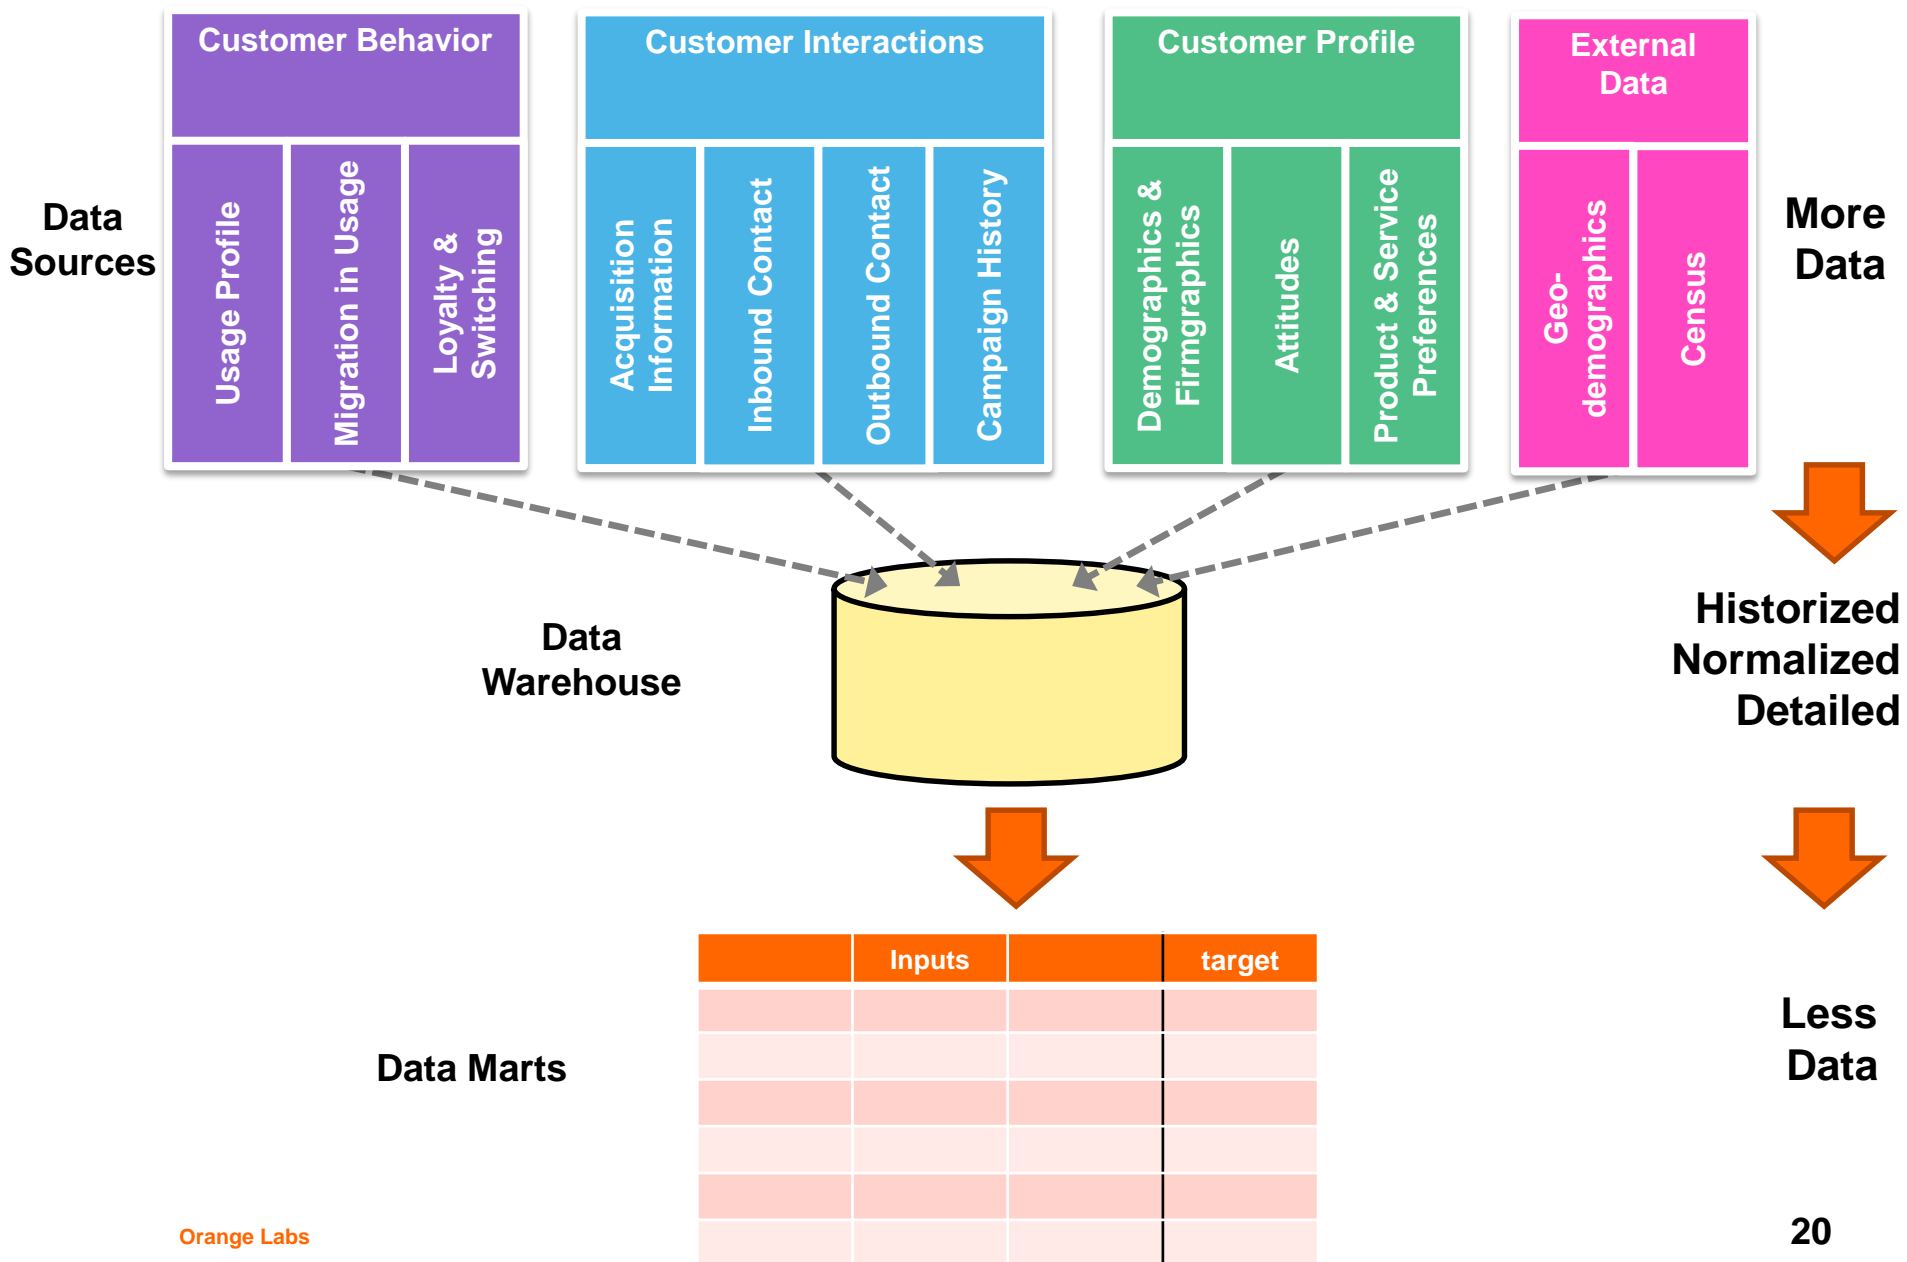 Customer Behavior
Customer Interactions
Customer Profile
External
Data
Data
Sources
Usage Profile
Migration in Usage
Loyalty &
Switching
Acquisition
Information
Inbound Contact
Outbound Contact
Campaign History
Demographics &
Firmgraphics
Attitudes
Product & Service
Preferences
Geo-
demographics
Census
More
Data
Data
Warehouse
Historized
Normalized
Detailed
Inputs
target
Data Marts
Less
Data
Orange Labs
20